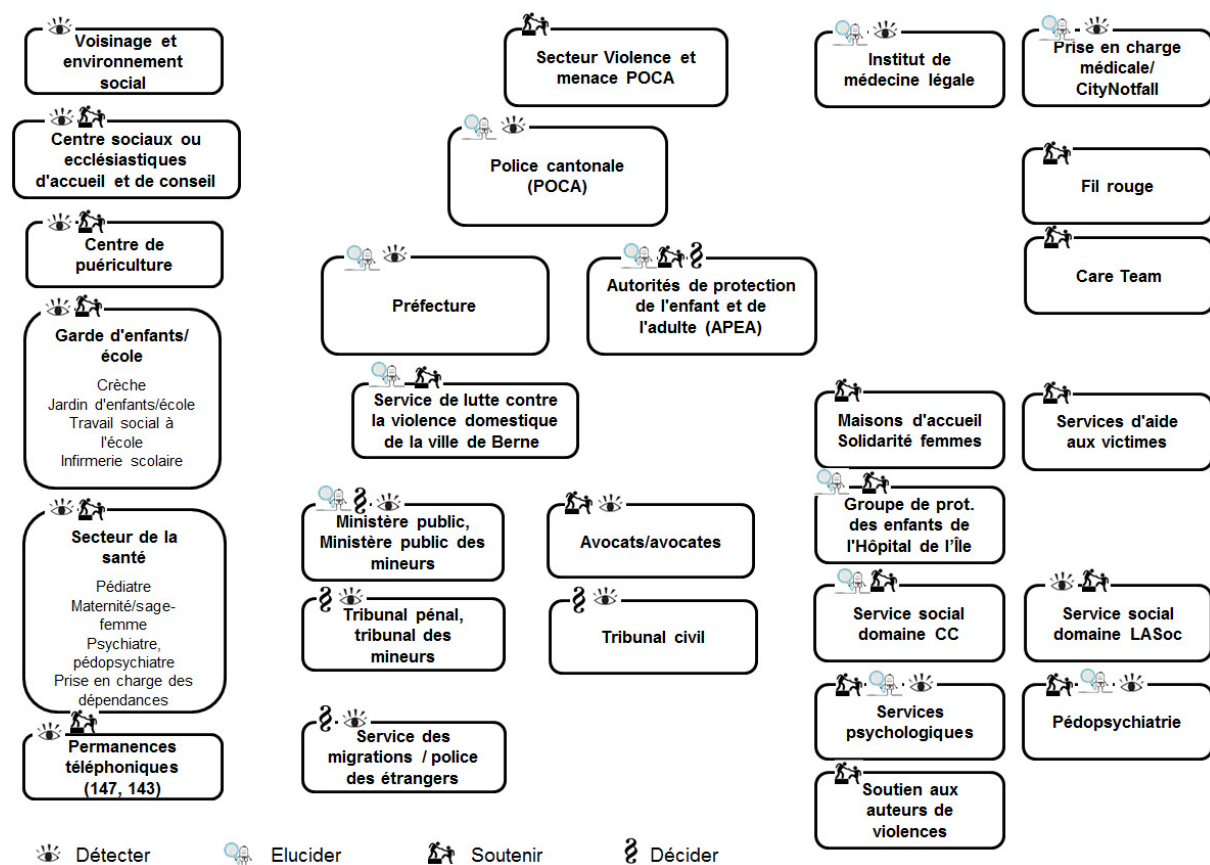 Voisinage et
environnement
social
Centre sociaux ou
ecclésiastiques
d'accueil et de conseil
Centre de
puériculture
Garde d'enfants/
école
Crèche
Jardin d'enfants/école
Travail social à
l'école
Infirmerie scolaire
Secteur de la
santé
Pédiatre
Maternité/sage-
femme
Psychiatre,
pédopsychiatre
Prise en charge des
dépendances
Permanences
téléphoniques
(147, 143)
Secteur Violence et
menace POCA
Police cantonale
(POCA)
Préfecture
Autorités de protection
de l'enfant et de
l'adulte (APEA)
Service de lutte contre
la violence domestique
de la ville de Berne
§
Ministère public,
Ministère public des
mineurs
Avocats/avocates
§
Tribunal pénal,
tribunal des
mineurs
§
Tribunal civil
§
Service des
migrations / police
des étrangers
Institut de
médecine légale
Prise en charge
médicale/
CityNotfall
Fil rouge
Care Team
Maisons d'accueil
Solidarité femmes
Services d'aide
aux victimes
Groupe de prot.
des enfants de
l'Hôpital de l’Île
Service social
domaine CC
Service social
domaine LASoc
Services
psychologiques
Pédopsychiatrie
Soutien aux
auteurs de
violences
Détecter
Elucider
Soutenir
§ Décider